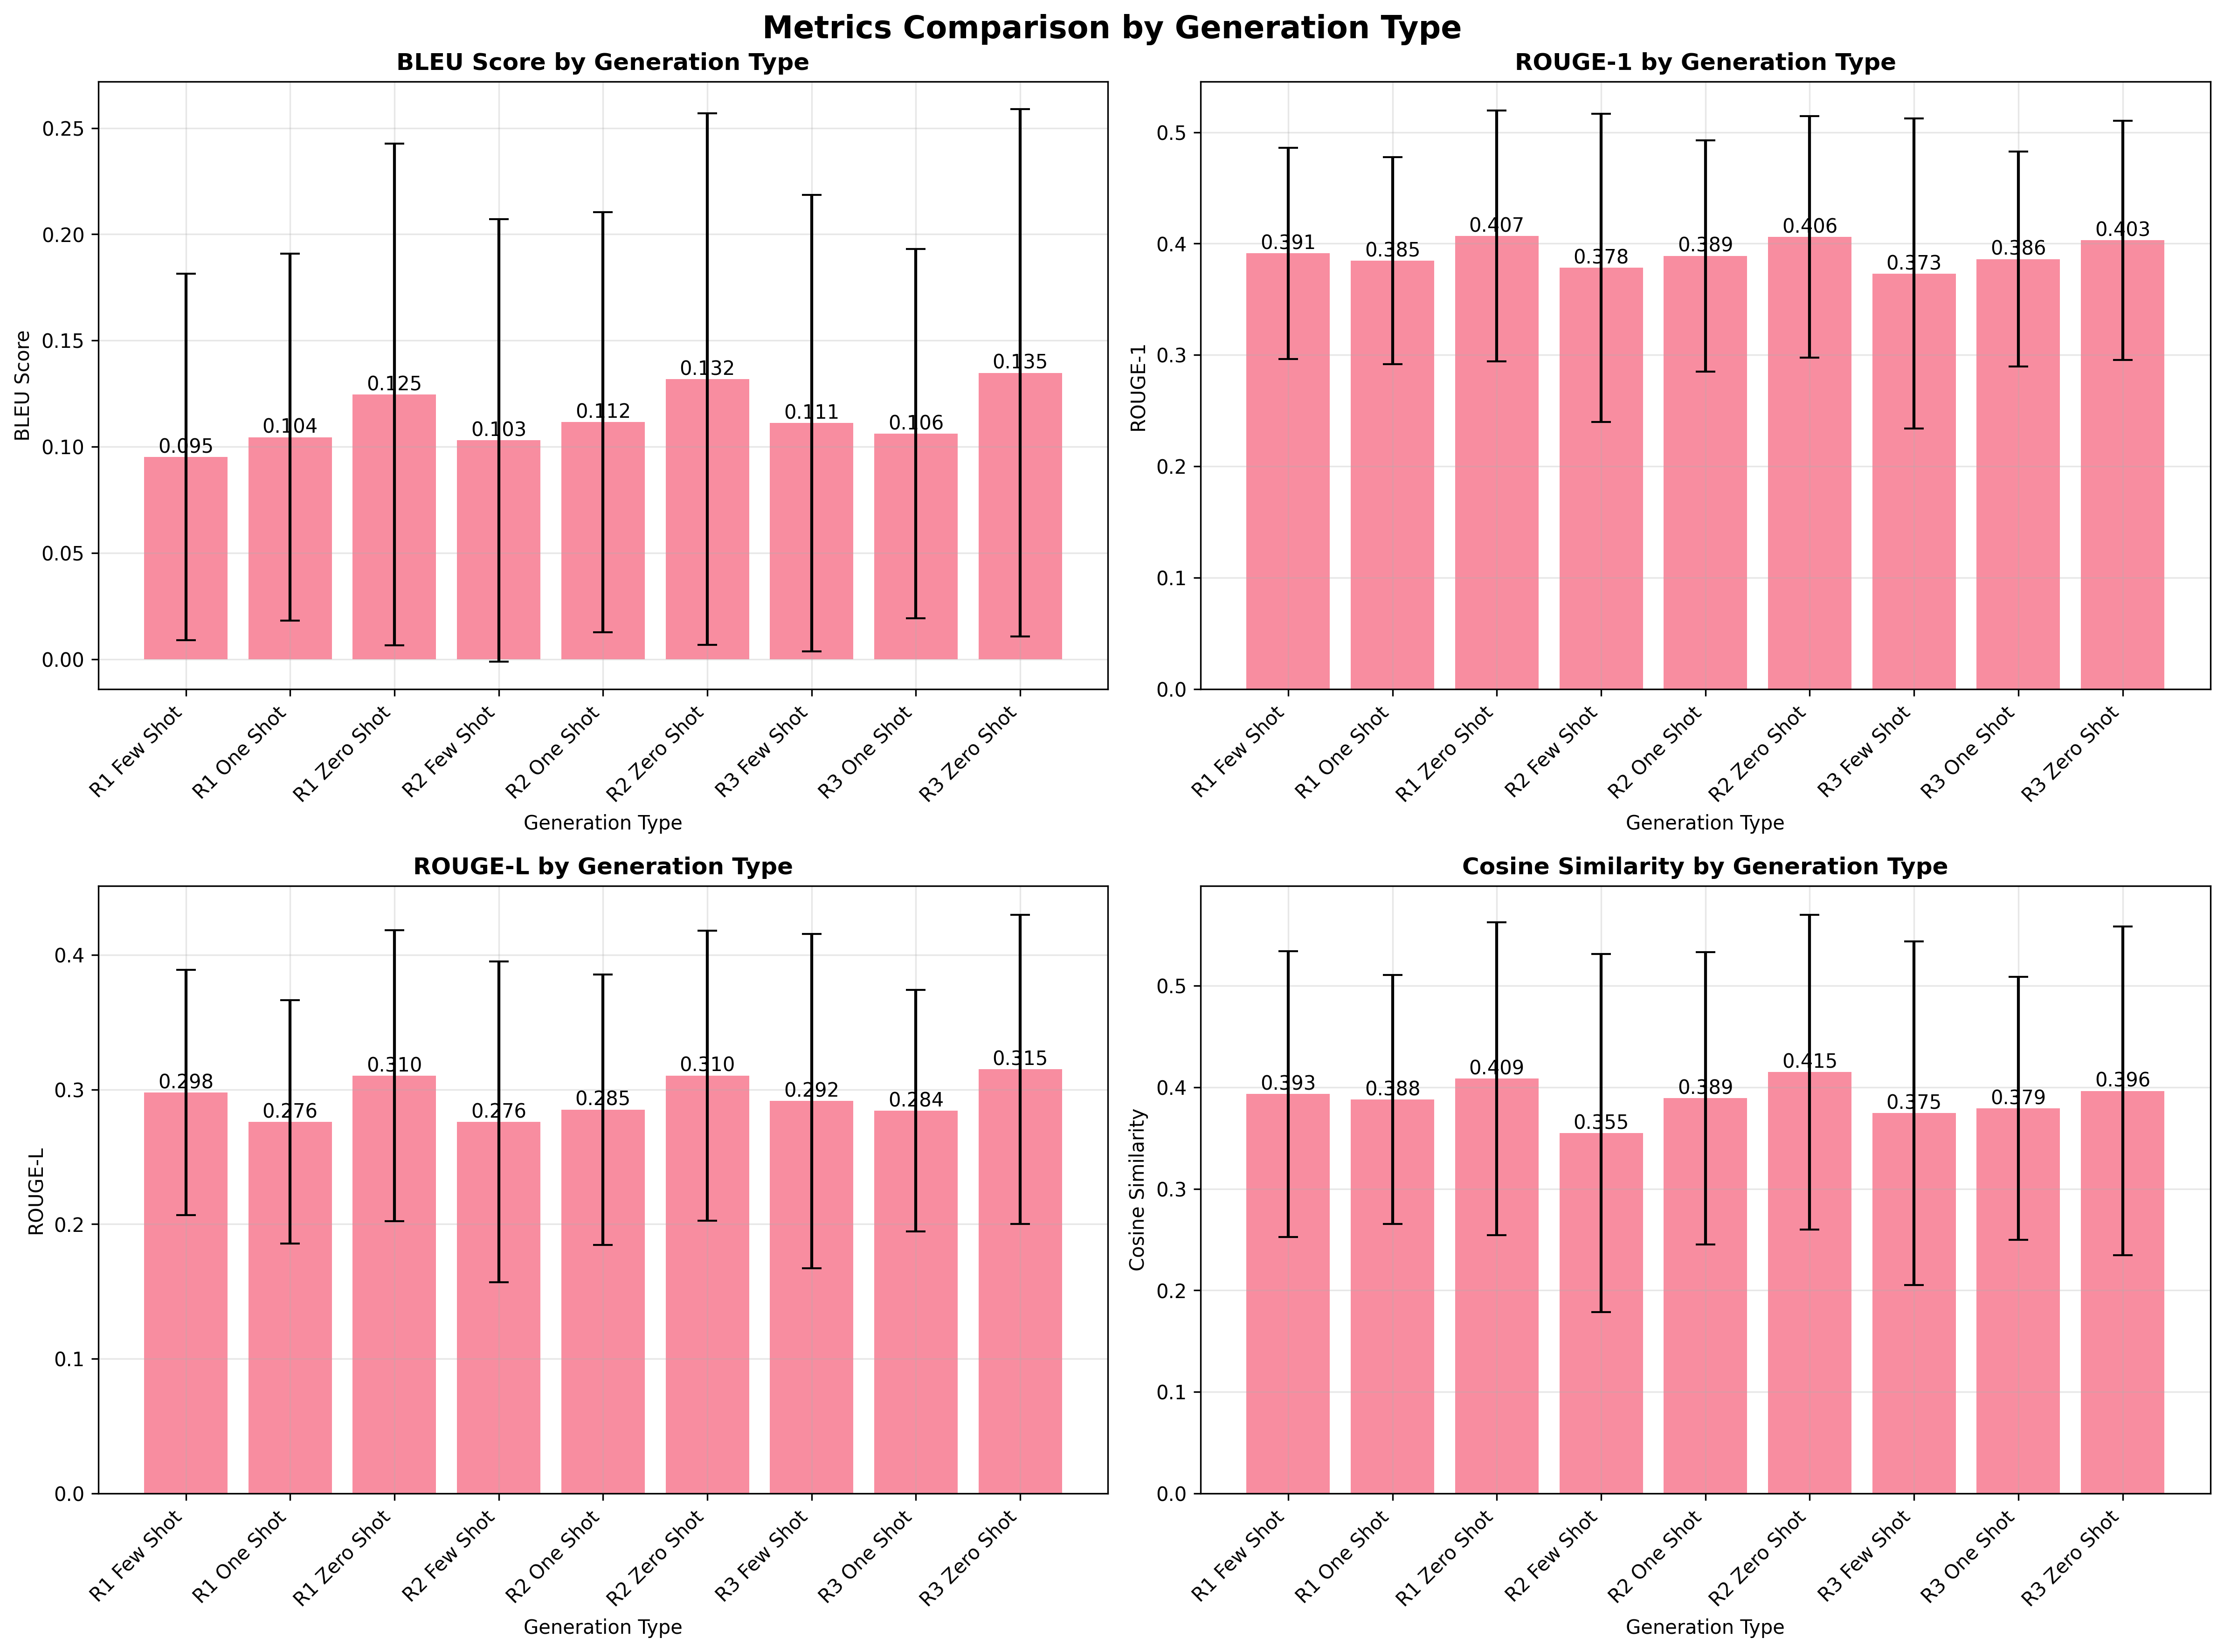 Metrics Comparison by Generation Type
BLEU Score by Generation Type
BLEU Score
0.25
0.20
0.15
0.10
0.05
0.00
0.095
0.104
0.125
0.103
0.112
0.132
0.111
0.106
0.135
R1 Few Shot
R1 One Shot
R1 Zero Shot
R2 Few Shot
R2 One Shot
R2 Zero Shot
R3 Few Shot
R3 One Shot
R3 Zero Shot
Generation Type
ROUGE-1 by Generation Type
ROUGE-1
0.5
0.4
0.3
0.2
0.1
0.0
0.391
0.385
0.407
0.378
0.389
0.406
0.373
0.386
0.403
R1 Few Shot
R1 One Shot
R1 Zero Shot
R2 Few Shot
R2 One Shot
R2 Zero Shot
R3 Few Shot
R3 One Shot
R3 Zero Shot
Generation Type
ROUGE-L by Generation Type
ROUGE-L
0.4
0.3
0.2
0.1
0.0
0.298
0.276
0.310
0.276
0.285
0.310
0.292
0.284
0.315
R1 Few Shot
R1 One Shot
R1 Zero Shot
R2 Few Shot
R2 One Shot
R2 Zero Shot
R3 Few Shot
R3 One Shot
R3 Zero Shot
Generation Type
Cosine Similarity by Generation Type
Cosine Similarity
0.5
0.4
0.3
0.2
0.1
0.0
0.393
0.388
0.409
0.355
0.389
0.415
0.375
0.379
0.396
R1 Few Shot
R1 One Shot
R1 Zero Shot
R2 Few Shot
R2 One Shot
R2 Zero Shot
R3 Few Shot
R3 One Shot
R3 Zero Shot
Generation Type